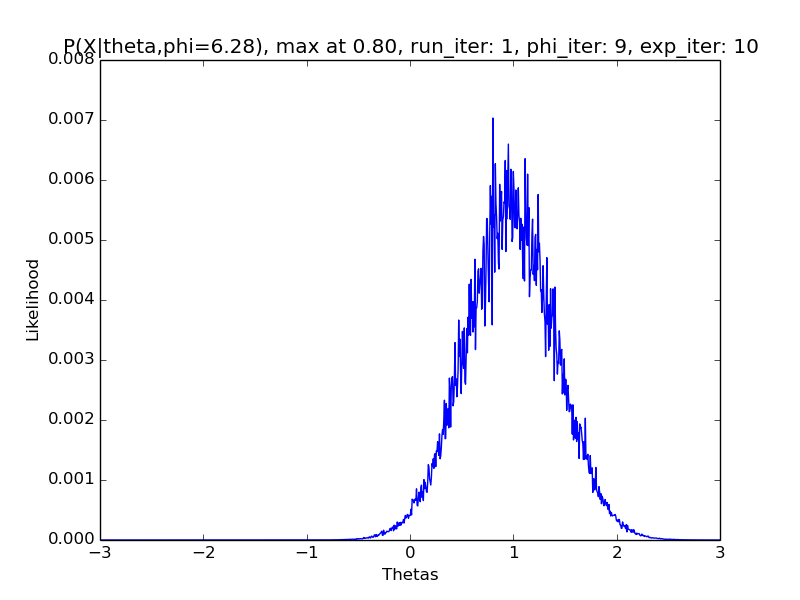 P(X|theta,phi=6.28), max at 0.80, run_iter: 1, phi_iter: 9, exp_iter: 10
0.008
0.007
0.006
0.005
0.004
0.003
0.002
0.001
0.000
Likelihood
−3 −2 −1 0 1 2 3
Thetas